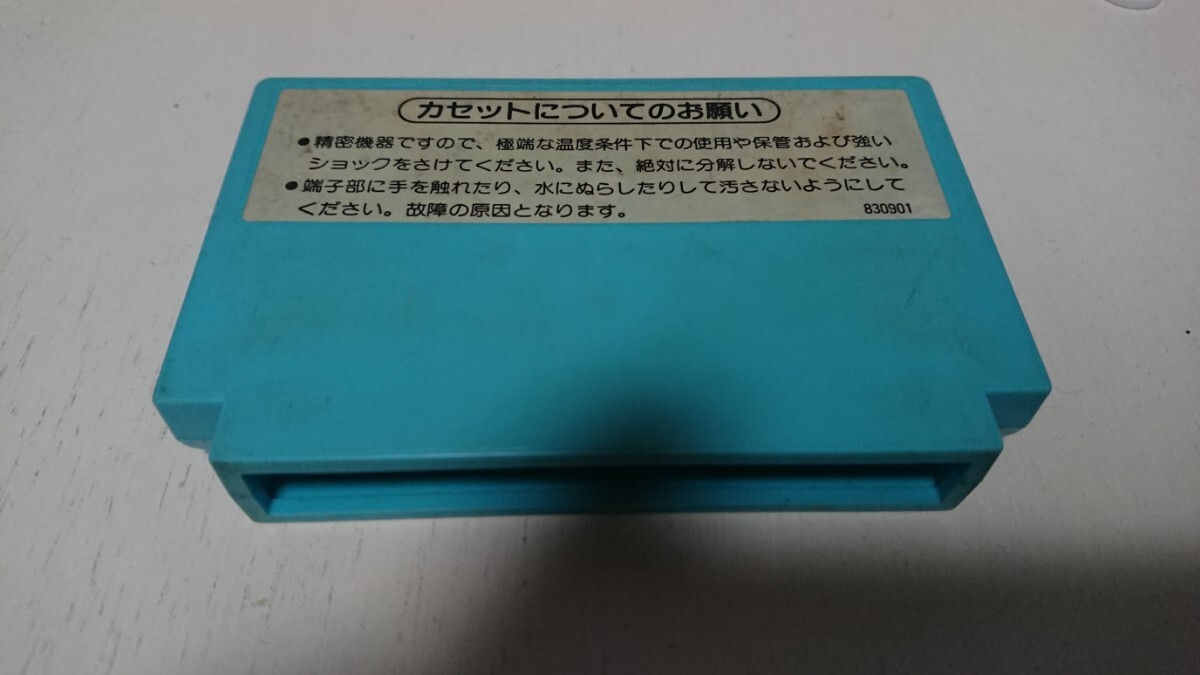 カセットについてのお願い
●精密機器ですので、極端な温度条件下での使用や保管および強い
ショックをさけてください。また、絶対に分解しないでください。
●端子部に手を触れたり、水にぬらしたりして汚さないようにして
ください。故障の原因となります。
830901